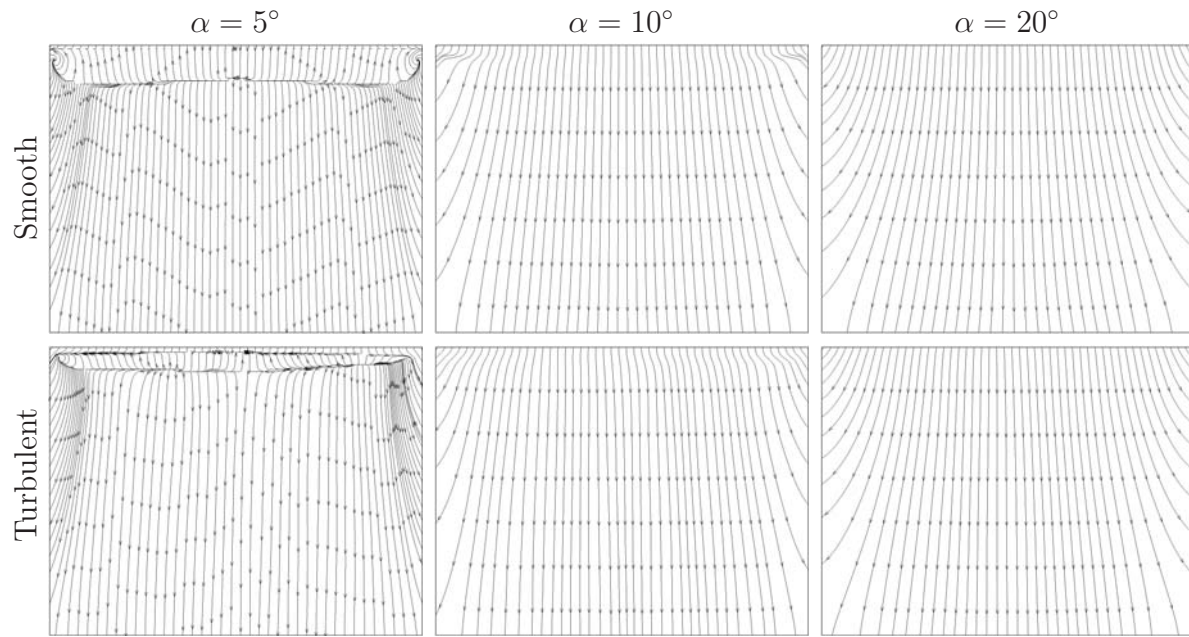 α = 5°
α = 10°
α = 20°
Smooth
Turbulent